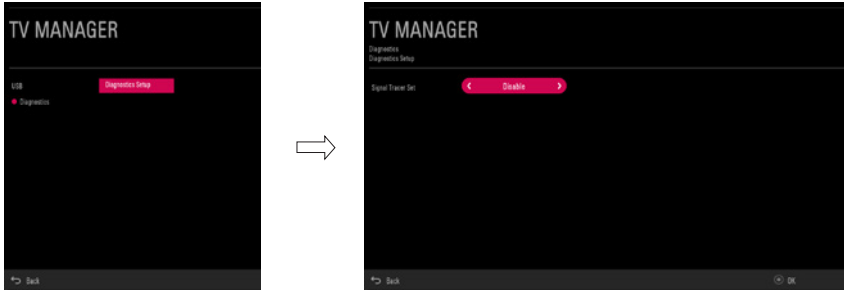 TV MANAGER
USB
Diagnostics Setup
Diagnostics
Back
TV MANAGER
Diagnostics
Diagnostics Setup
Signal Tracer Set
Disable
Back
OK